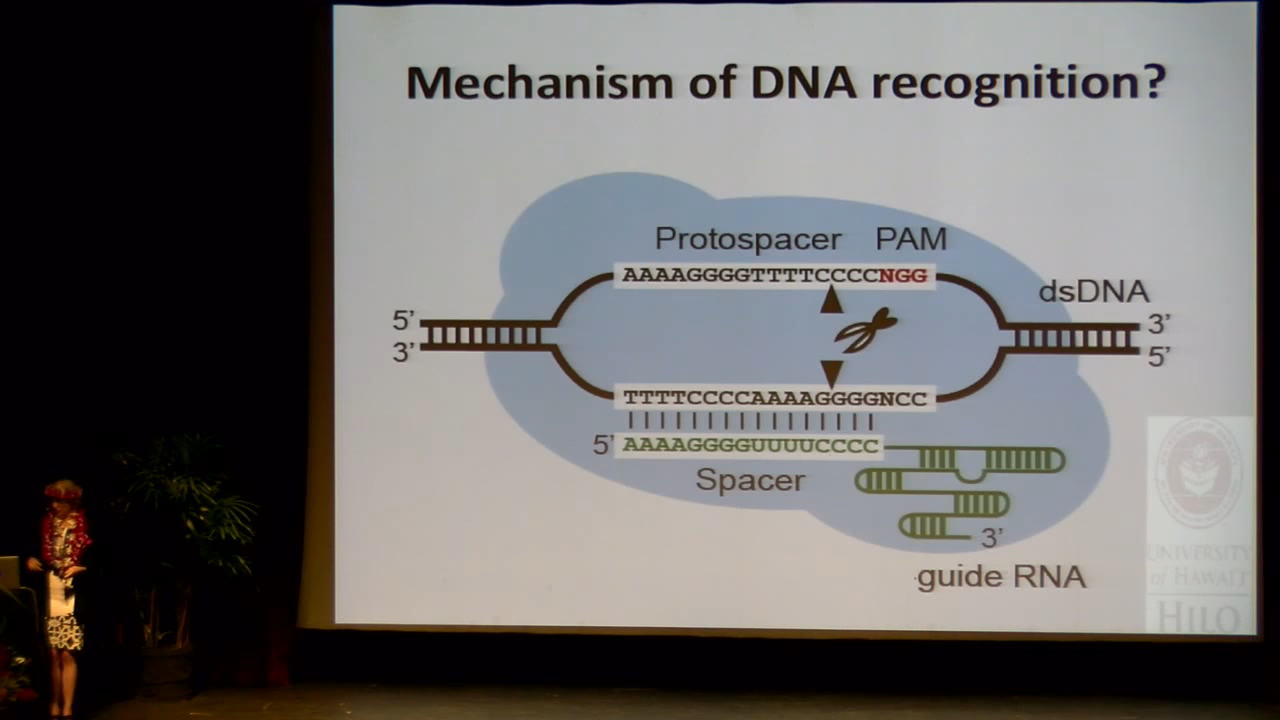 Mechanism of DNA recognition?
Protospacer PAM
AAAAGGGGTTTTCCCCNGG
dsDNA
5’ 3’
3’ 5’
TTTTCCCCAAAAGGGGNCC
5’ AAAAGGGGUUUUCCCC
Spacer
3’
guide RNA
UNIVERSITY
of HAWAI‘I
HILO